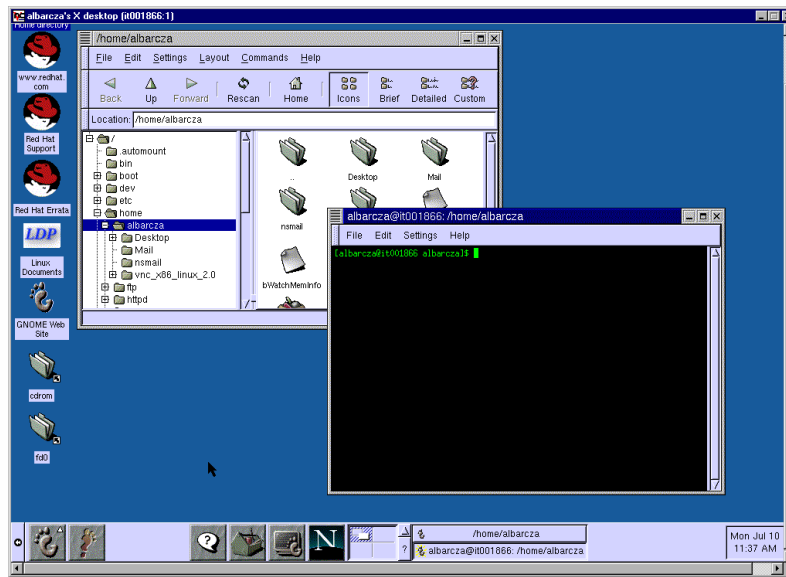 albarcza's X desktop (it001866:1)
Home directory
www.redhat.
com
Red Hat
Support
Red Hat Errata
LDP
Linux
Documents
GNOME Web
Site
cdrom
fd0
/home/albarcza
File Edit Settings Layout Commands Help
Back Up Forward Rescan Home Icons Brief Detailed Custom
Location: /home/albarcza
/
.automount
bin
boot
dev
etc
home
albarcza
Desktop
Mail
nsmail
vnc_x86_linux_2.0
ftp
httpd
..
Desktop
Mail
nsmail
bWatchMemInfo
albarcza@it001866: /home/albarcza
File Edit Settings Help
[albarcza@it001866 albarcza]$
N
?
/home/albarcza
albarcza@it001866: /home/albarcza
Mon Jul 10
11:37 AM